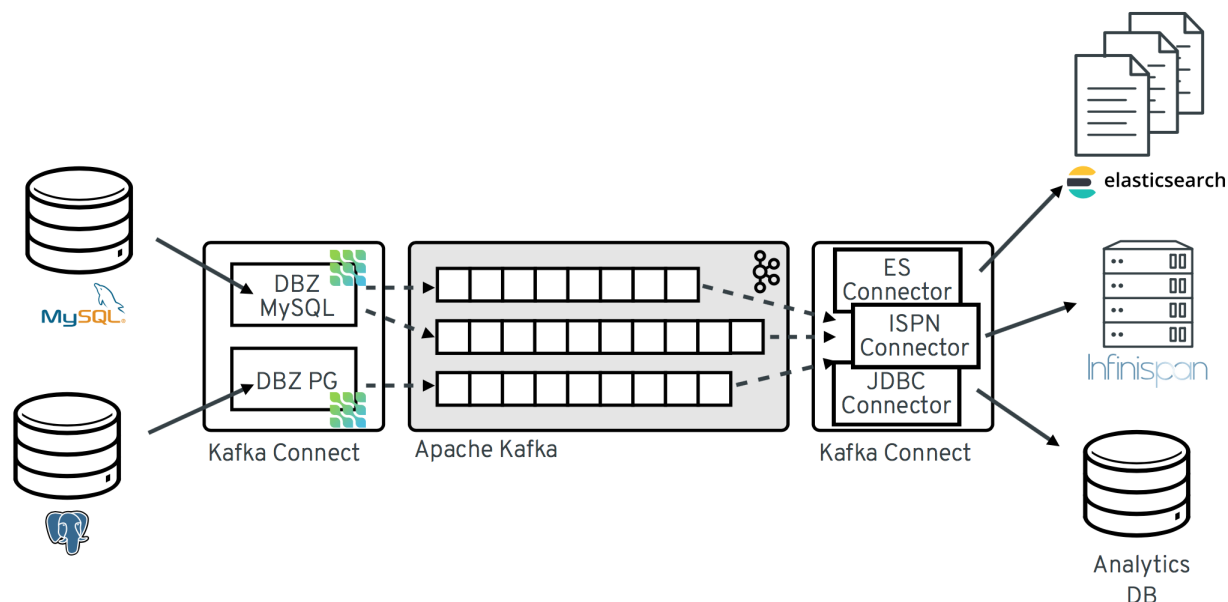 elasticsearch
MySQL
DBZ
MySQL
DBZ PG
Kafka Connect
Apache Kafka
ES
Connector
ISPN
Connector
JDBC
Connector
Kafka Connect
Infinispan
Analytics
DB